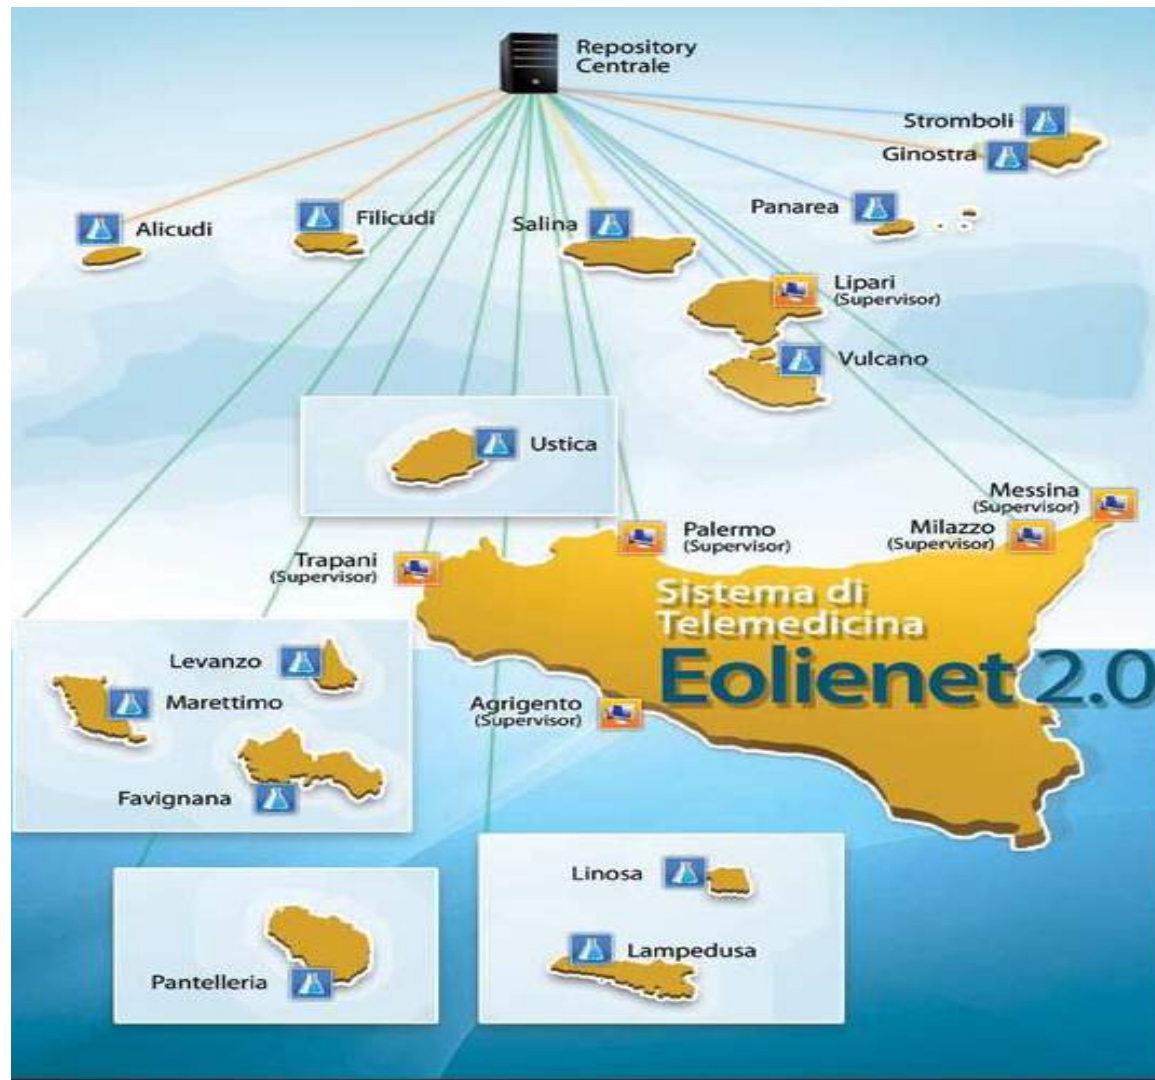 Repository
Centrale
Stromboli
Ginostra
Panarea
Alicudi
Filicudi
Salina
Lipari
(Supervisor)
Vulcano
Ustica
Messina
(Supervisor)
Palermo
(Supervisor)
Milazzo
(Supervisor)
Trapani
(Supervisor)
Sistema di
Telemedicina
Eolienet 2.0
Levanzo
Marettimo
Favignana
Agrigento
(Supervisor)
Linosa
Lampedusa
Pantelleria